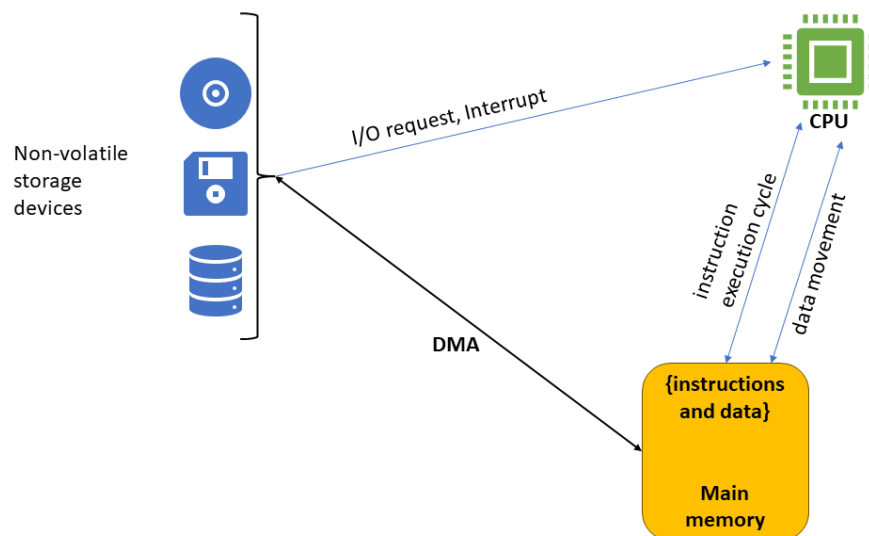 I/O request, Interrupt
CPU
Non-volatile
storage
devices
instruction
execution cycle
data movement
DMA
{instructions
and data}
Main
memory